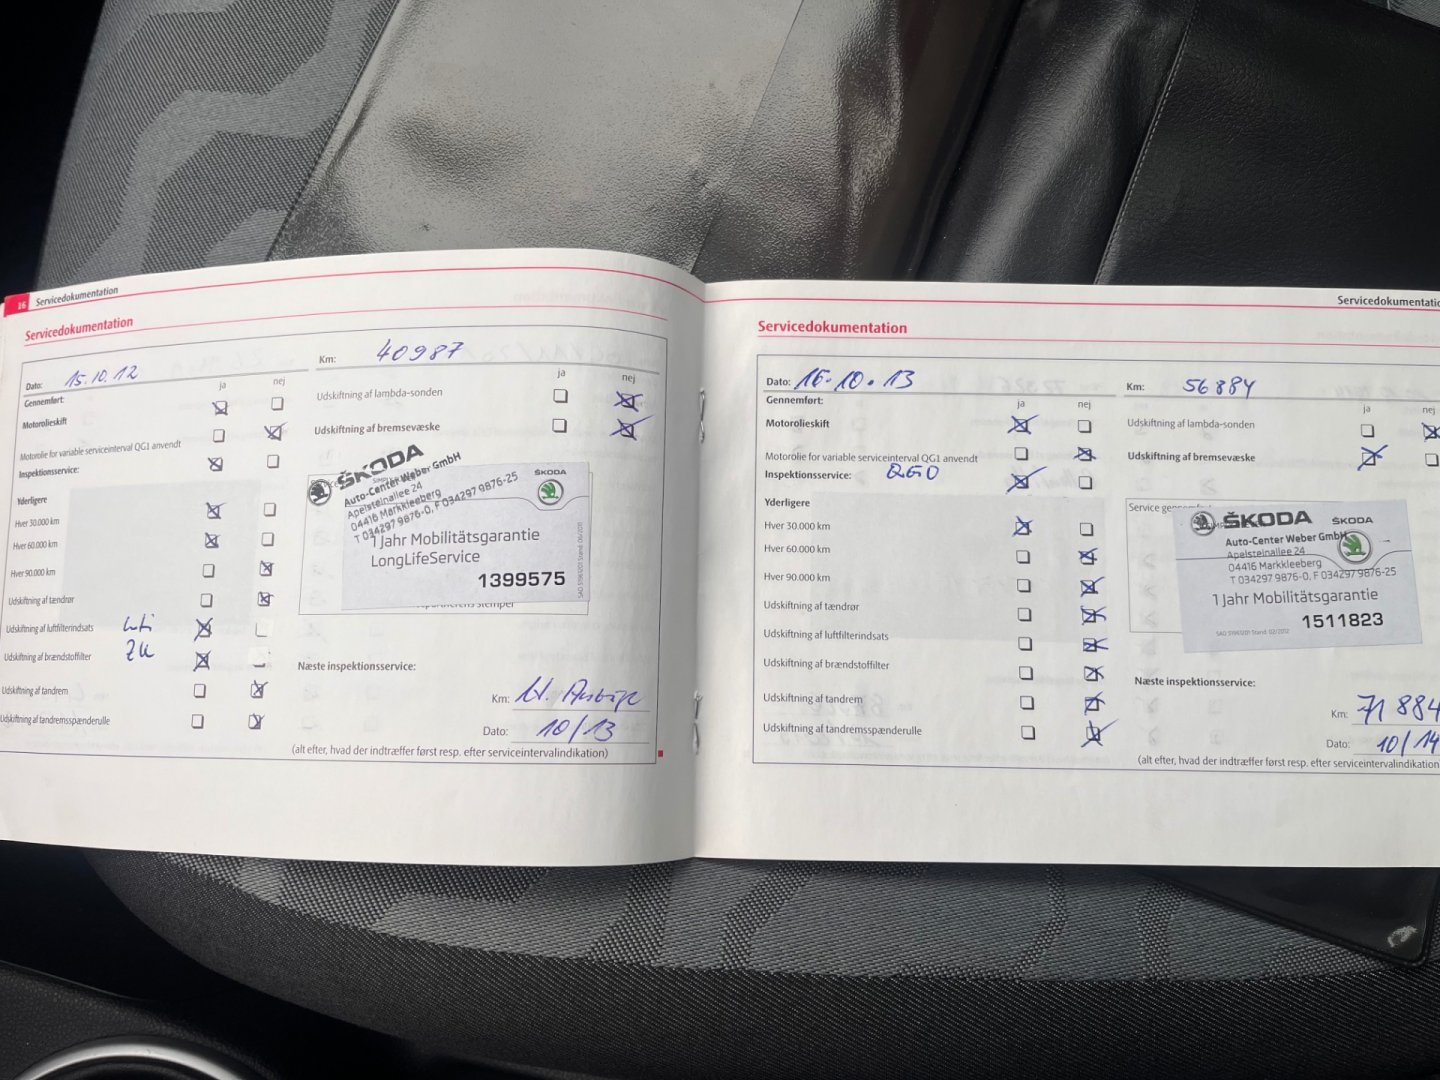 16 Servicedokumentation
Servicedokumentation
Dato: 15.10.12
Km: 40987
ja nej
ja nej
Gennemført:
Motorolieskift
Motorolie for variable serviceinterval QG1 anvendt
Inspektionsservice:
Yderligere
Hver 30.000 km
Hver 60.000 km
Hver 90.000 km
Udskiftning af tændrør
Udskiftning af luftfilterindsats
Udskiftning af brændstoffilter
Udskiftning af tandrem
Udskiftning af tandremsspænderulle
Udskiftning af lambda-sonden
Udskiftning af bremsevæske
ŠKODA
Auto-Center Weber GmbH
Apelsteinallee 24
04416 Markkleeberg
T 034297 9876-0, F 034297 9876-25
ŠKODA
1 Jahr Mobilitätsgarantie
LongLifeService
1399575
Næste inspektionsservice:
Km:
Dato: 10/13
(alt efter, hvad der indtræffer først resp. efter serviceintervalindikation)
Servicedokumentatio
Servicedokumentation
Dato: 16.10.13
Km: 56884
Gennemført:
ja nej
ja nej
Motorolieskift
Motorolie for variable serviceinterval QG1 anvendt
Inspektionsservice:
Yderligere
Hver 30.000 km
Hver 60.000 km
Hver 90.000 km
Udskiftning af tændrør
Udskiftning af luftfilterindsats
Udskiftning af brændstoffilter
Udskiftning af tandrem
Udskiftning af tandremsspænderulle
Udskiftning af lambda-sonden
Udskiftning af bremsevæske
Service
ŠKODA
Auto-Center Weber GmbH
Apelsteinallee 24
04416 Markkleeberg
T 034297 9876-0, F 034297 9876-25
ŠKODA
1 Jahr Mobilitätsgarantie
1511823
Næste inspektionsservice:
Km: 71884
Dato: 10/14
(alt efter, hvad der indtræffer først resp. efter serviceintervalindikation